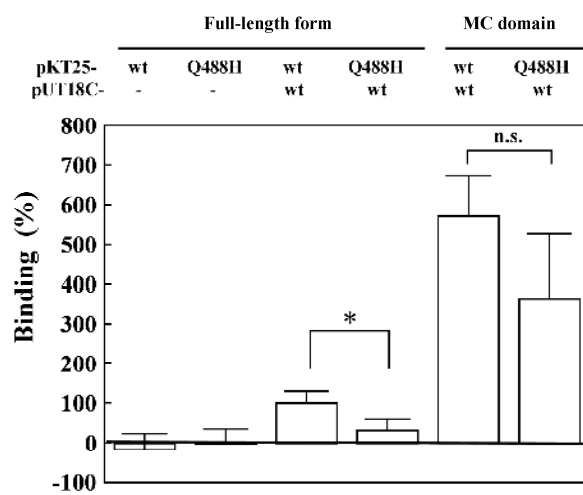 Full-length form MC domain
pKT25- wt Q488H wt Q488H wt Q488H
pUT18C- - - wt wt wt wt
800
700
600
500
400
300
200
100
0
-100
Binding (%)
n.s.
*